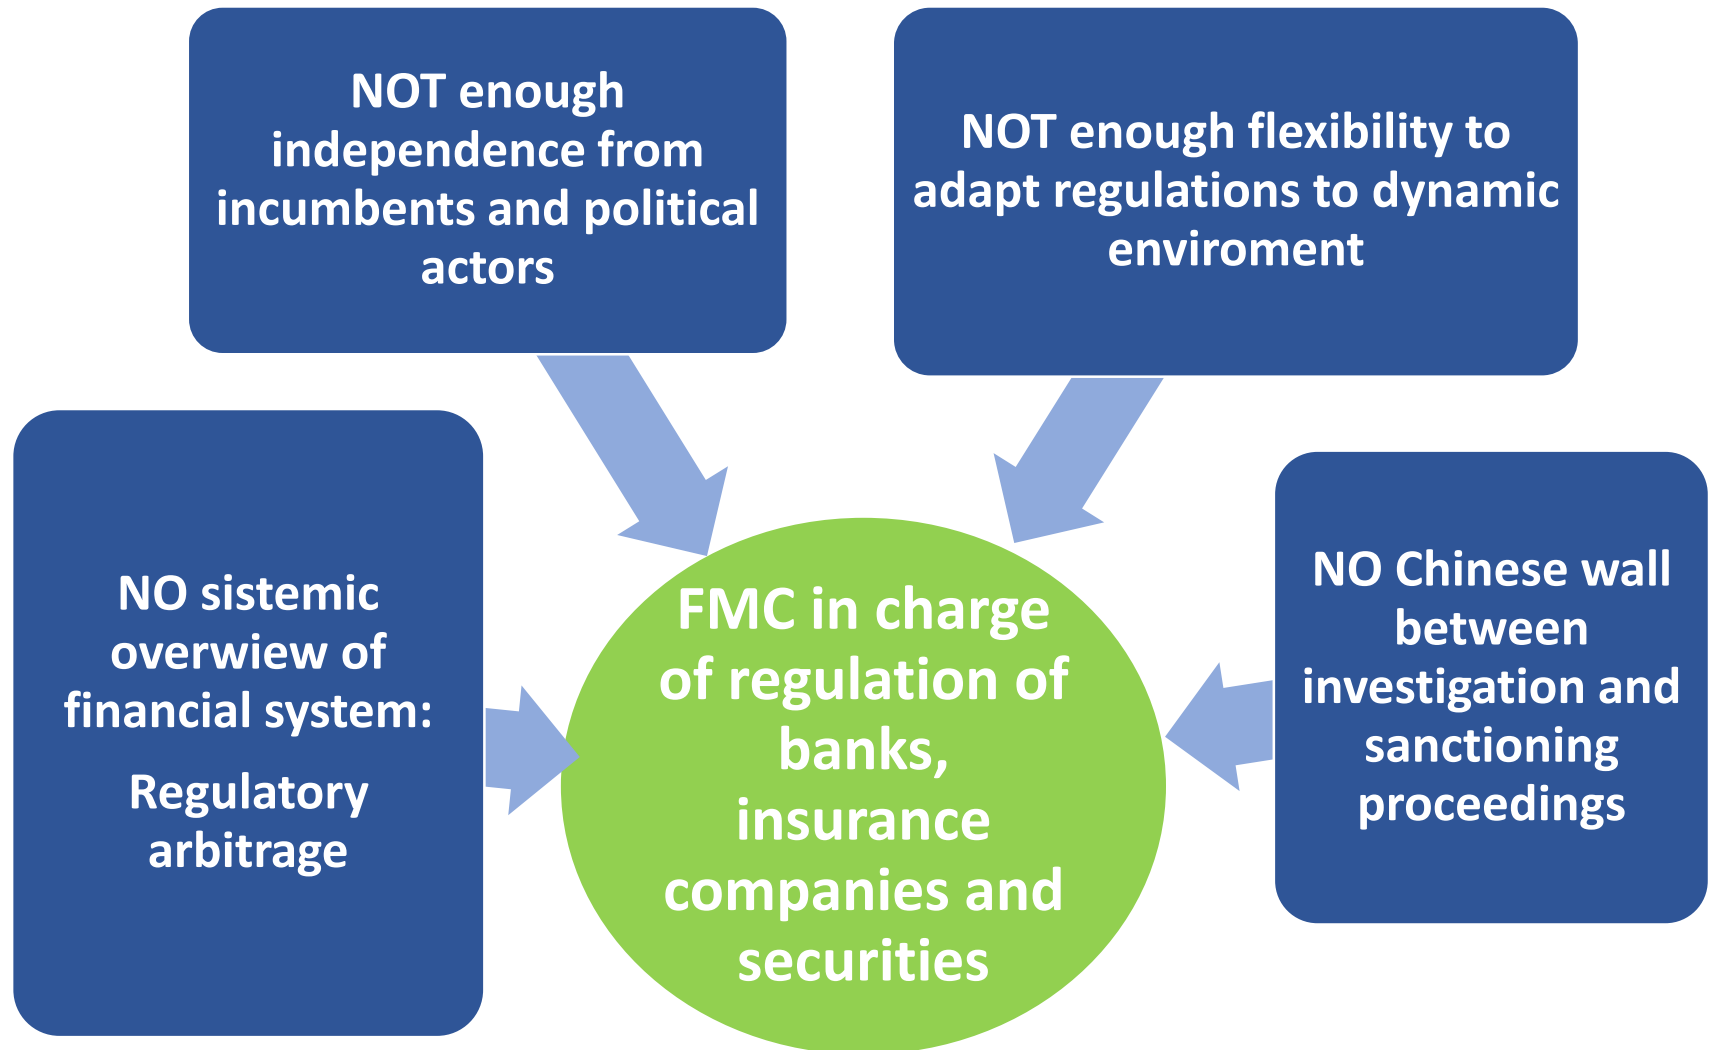 NOT enough
independence from
incumbents and political
actors
NOT enough flexibility to
adapt regulations to dynamic
enviroment
NO sistemic
overwiew of
financial system:
Regulatory
arbitrage
FMC in charge
of regulation of
banks,
insurance
companies and
securities
NO Chinese wall
between
investigation and
sanctioning
proceedings